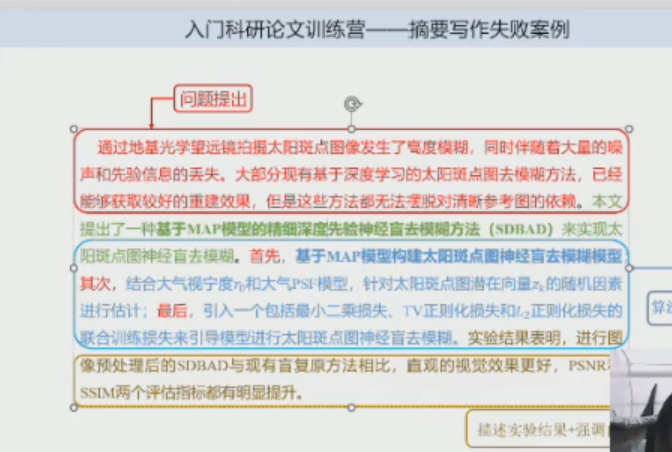 入门科研论文训练营——摘要写作失败案例
问题提出
通过地基光学望远镜拍摄太阳斑点图像发生了高度模糊，同时伴随着大量的噪
声和先验信息的丢失。大部分现有基于深度学习的太阳斑点图去模糊方法，已经
能够获取较好的重建效果，但是这些方法都无法摆脱对清晰参考图的依赖。本文
提出了一种基于MAP模型的精细深度先验神经盲去模糊方法（SDBAD）来实现太
阳斑点图神经盲去模糊。首先，基于MAP模型构建太阳斑点图神经盲去模糊模型
其次，结合大气视宁度r₀和大气PSF模型，针对太阳斑点图潜在向量zₖ的随机因素
进行估计；最后，引入一个包括最小二乘损失、TV正则化损失和L₂正则化损失的
联合训练损失来引导模型进行太阳斑点图神经盲去模糊。实验结果表明，进行图
像预处理后的SDBAD与现有盲复原方法相比，直观的视觉效果更好，PSNR
SSIM两个评估指标都有明显提升。
描述实验结果+强调